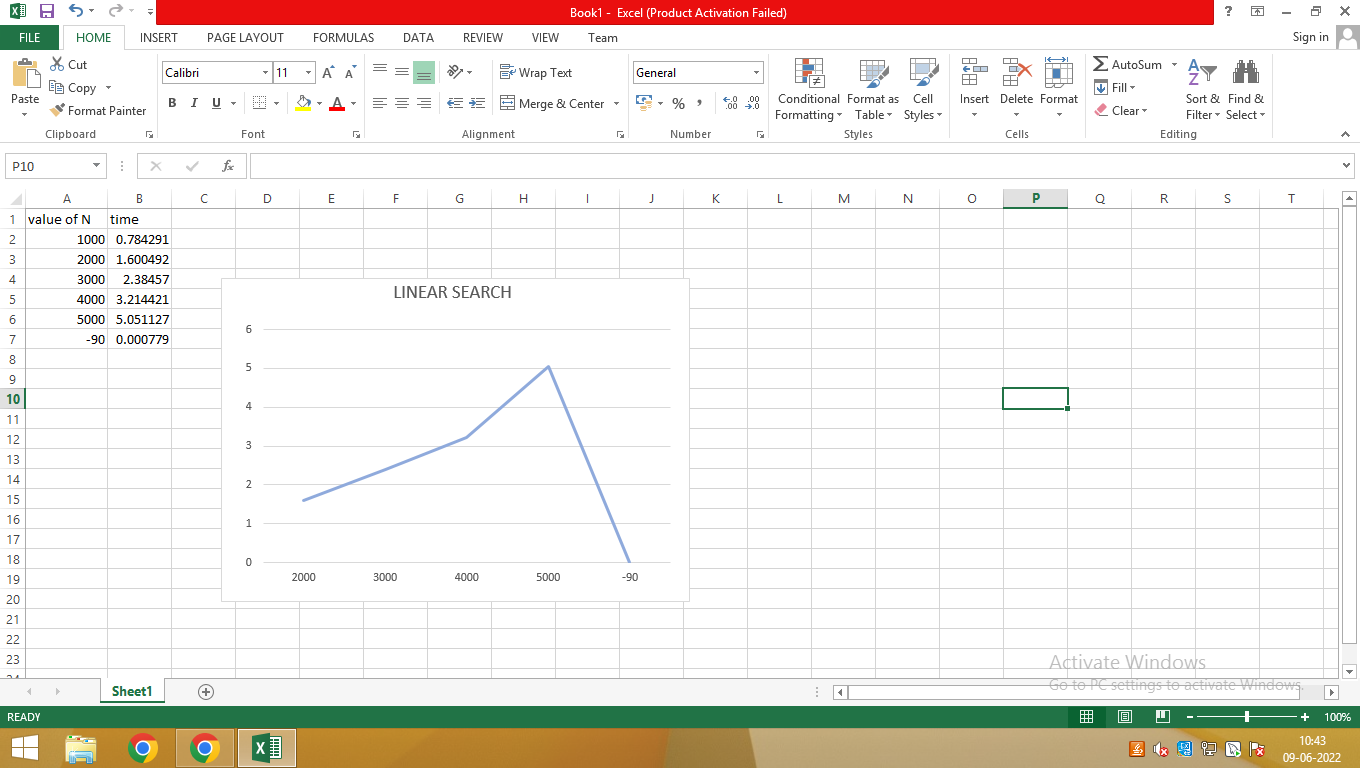 Book1 - Excel (Product Activation Failed)
?
FILE HOME INSERT PAGE LAYOUT FORMULAS DATA REVIEW VIEW Team Sign in
Paste
Cut
Copy
Format Painter
Clipboard
Calibri 11
B I U
Font
Wrap Text
Merge & Center
Alignment
General
%
Number
Conditional Formatting
Format as Table
Cell Styles
Styles
Insert Delete Format
Cells
AutoSum
Fill
Clear
Sort & Filter
Find & Select
Editing
P10
fx
A B C D E F G H I J K L M N O P Q R S T
1 value of N time
2 1000 0.784291
3 2000 1.600492
4 3000 2.38457
5 4000 3.214421
6 5000 5.051127
7 -90 0.000779
8
9
10
11
12
13
14
15
16
17
18
19
20
21
22
23
24
LINEAR SEARCH
6
5
4
3
2
1
0
2000 3000 4000 5000 -90
Activate Windows
Go to PC settings to activate Windows.
Sheet1
READY
100%
10:43
09-06-2022